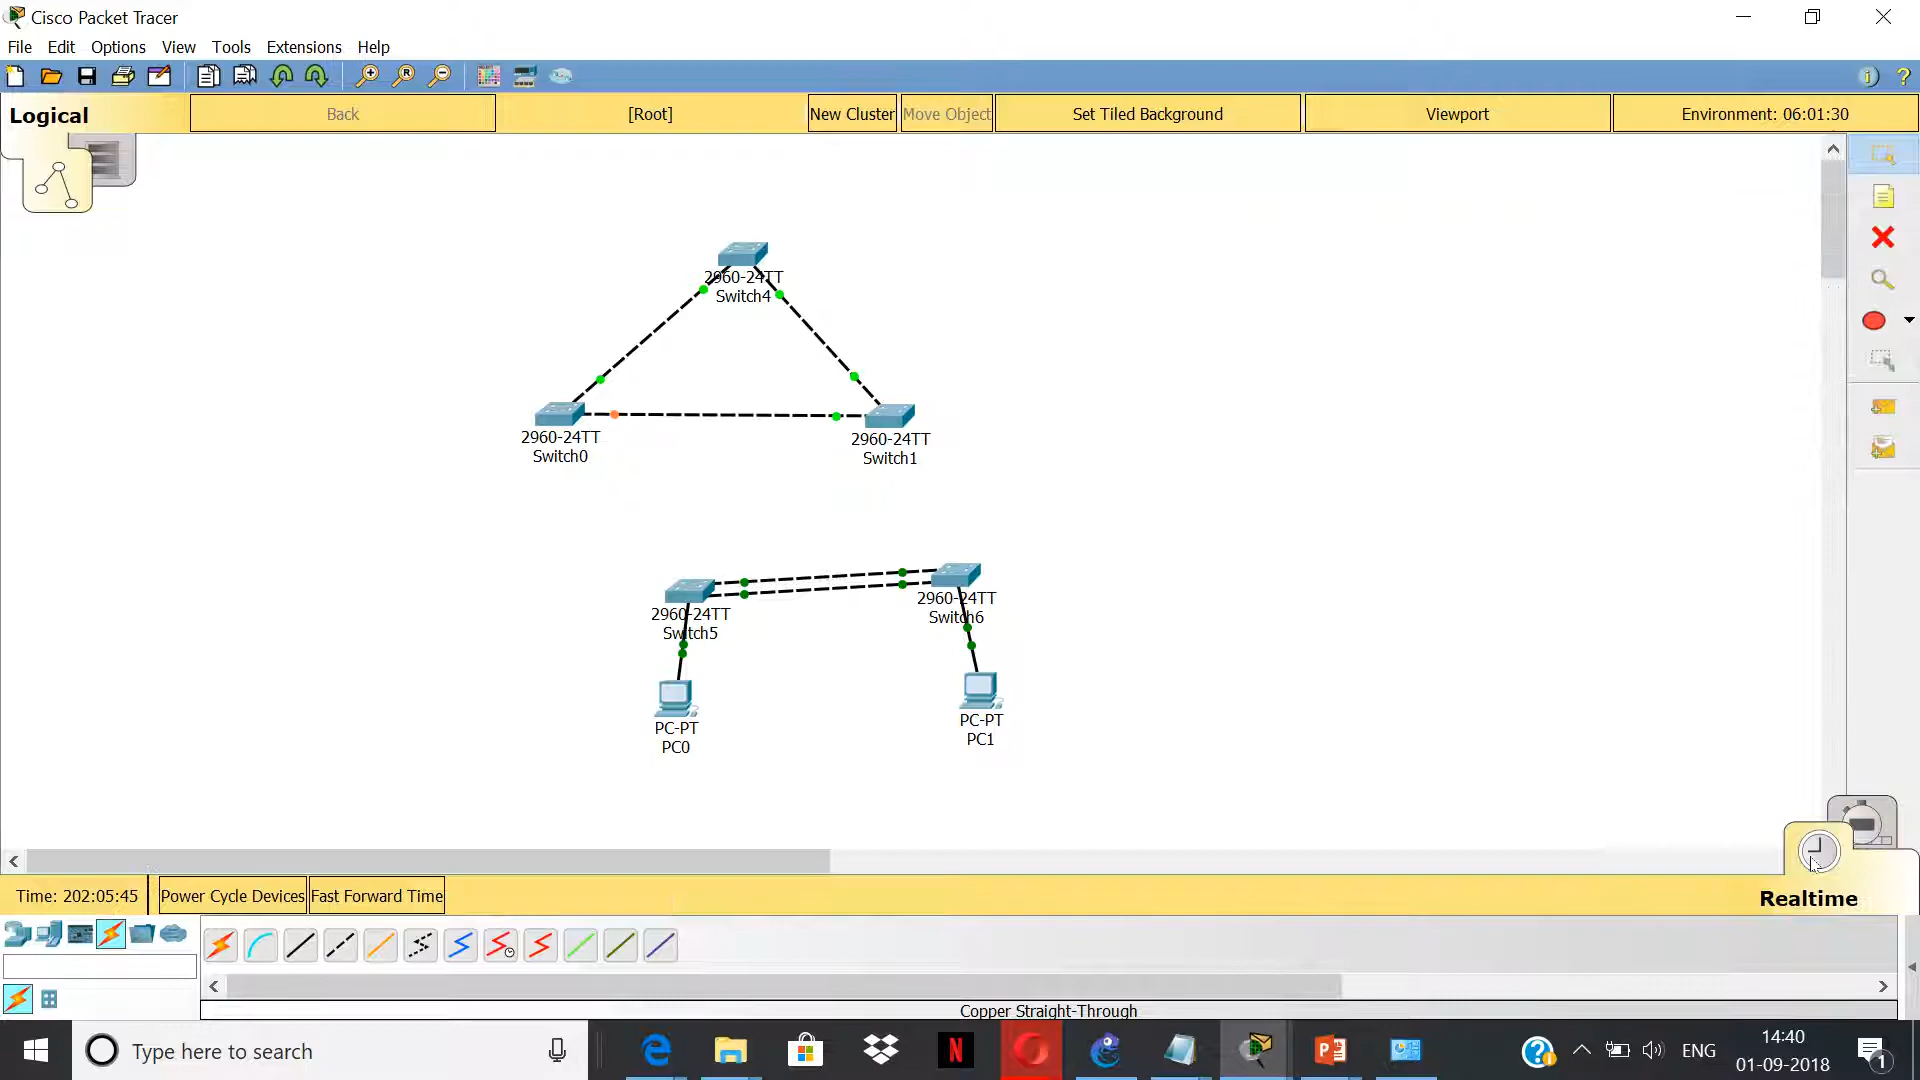 Cisco Packet Tracer
File Edit Options View Tools Extensions Help
Logical Back [Root] New Cluster Move Object Set Tiled Background Viewport Environment: 06:01:30
2960-24TT
Switch4
2960-24TT
Switch0
2960-24TT
Switch1
2960-24TT
Switch5
2960-24TT
Switch6
PC-PT
PC0
PC-PT
PC1
Time: 202:05:45 Power Cycle Devices Fast Forward Time Realtime
Copper Straight-Through
Type here to search
ENG
14:40
01-09-2018
1